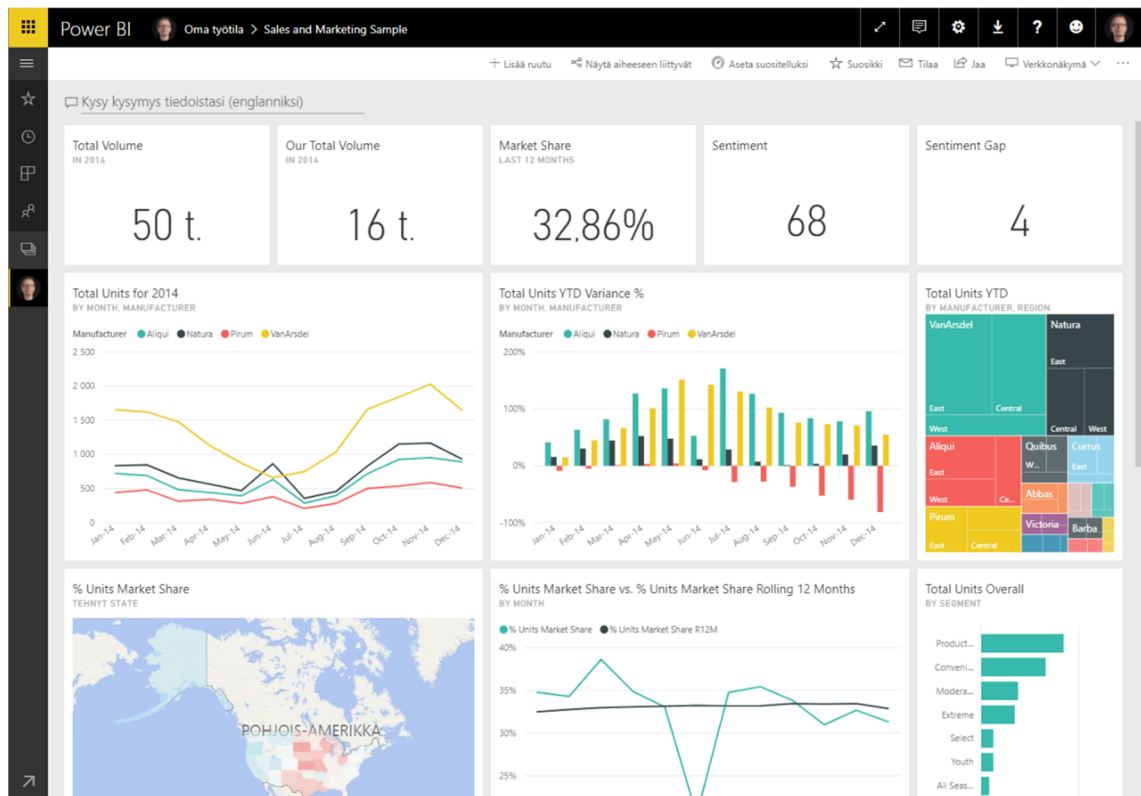 Power BI
Oma työtila > Sales and Marketing Sample
Lisää ruutu
Näytä aiheeseen liittyvät
Aseta suositelluksi
Suosikki
Tilaa
Jaa
Verkkonäkymä
Kysy kysymys tiedoistasi (englanniksi)
Total Volume
IN 2014
50 t.
Our Total Volume
IN 2014
16 t.
Market Share
LAST 12 MONTHS
32,86%
Sentiment
68
Sentiment Gap
4
Total Units for 2014
BY MONTH, MANUFACTURER
Manufacturer Aliqui Natura Pirum VanArsdel
2 500
2 000
1 500
1 000
500
0
Jan-14 Feb-14 Mar-14 Apr-14 May-14 Jun-14 Jul-14 Aug-14 Sep-14 Oct-14 Nov-14 Dec-14
Total Units YTD Variance %
BY MONTH, MANUFACTURER
Manufacturer Aliqui Natura Pirum VanArsdel
200%
100%
0%
-100%
Jan-14 Feb-14 Mar-14 Apr-14 May-14 Jun-14 Jul-14 Aug-14 Sep-14 Oct-14 Nov-14 Dec-14
Total Units YTD
BY MANUFACTURER, REGION
VanArsdel
East
Central
West
Natura
East
Central
West
Aliqui
East
West
Ce...
Quibus
W...
Currus
East
Abbas
Pirum
East
Central
Victoria
Barba
% Units Market Share
TEHNYT STATE
POHJOIS-AMERIKKA
% Units Market Share vs. % Units Market Share Rolling 12 Months
BY MONTH
% Units Market Share % Units Market Share R12M
40%
35%
30%
25%
Total Units Overall
BY SEGMENT
Product...
Conveni...
Modera...
Extreme
Select
Youth
All Seas...